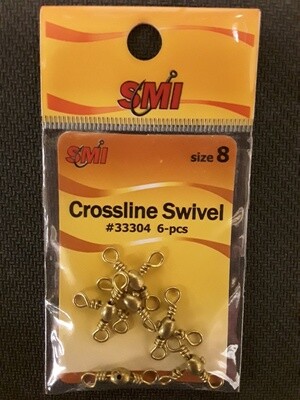 SMI
SMI size 8
Crossline Swivel
#33304 6-pcs